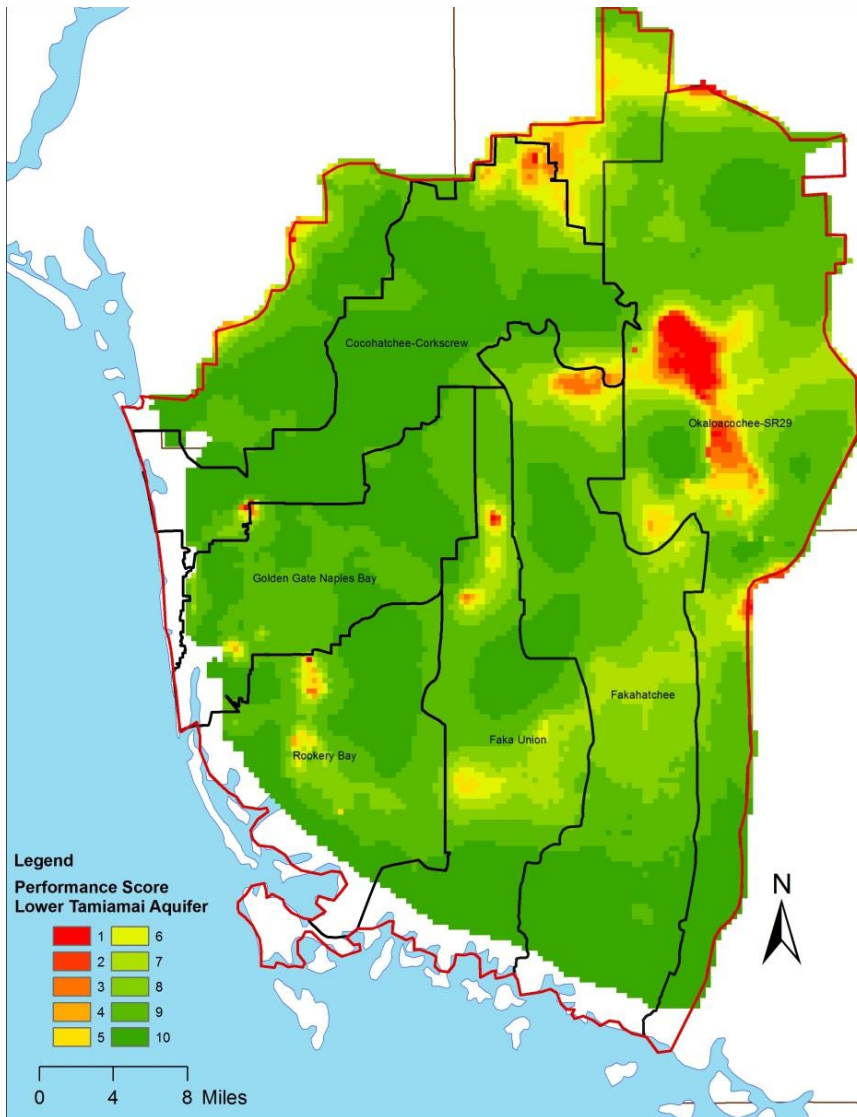 Cocohatchee-Corkscrew
Okaloacochee-SR29
Golden Gate Naples Bay
Fakahatchee
Faka Union
Rookery Bay
Legend
Performance Score
Lower Tamiamai Aquifer
1 6
2 7
3 8
4 9
5 10
N
0 4 8 Miles